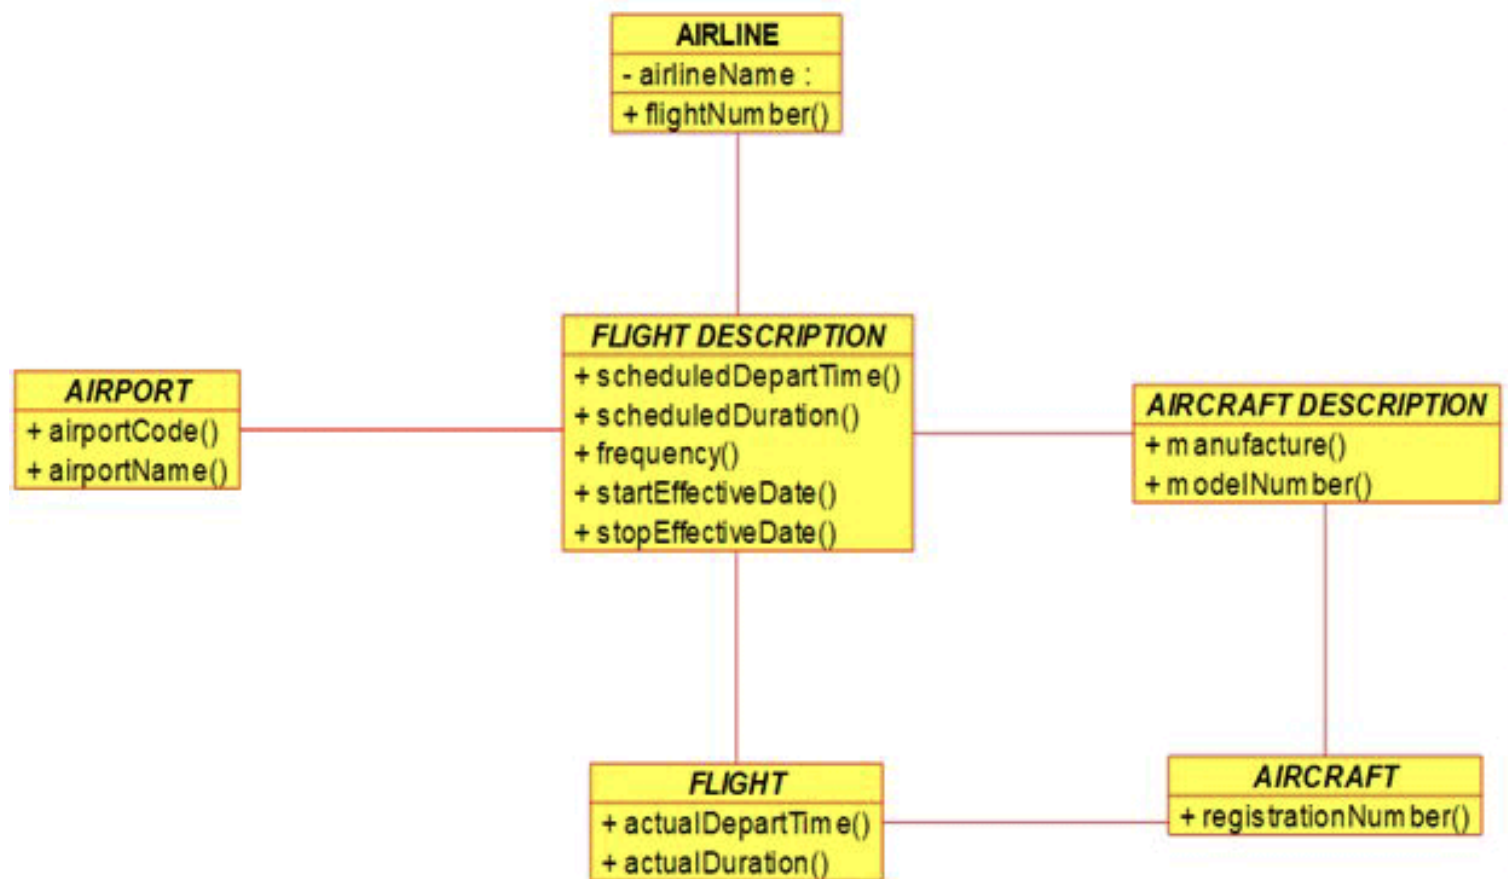 AIRLINE
- airlineName :
+ flightNumber()
FLIGHT DESCRIPTION
+ scheduledDepartTime()
+ scheduledDuration()
+ frequency()
+ startEffectiveDate()
+ stopEffectiveDate()
AIRPORT
+ airportCode()
+ airportName()
AIRCRAFT DESCRIPTION
+ manufacture()
+ modelNumber()
FLIGHT
+ actualDepartTime()
+ actualDuration()
AIRCRAFT
+ registrationNumber()